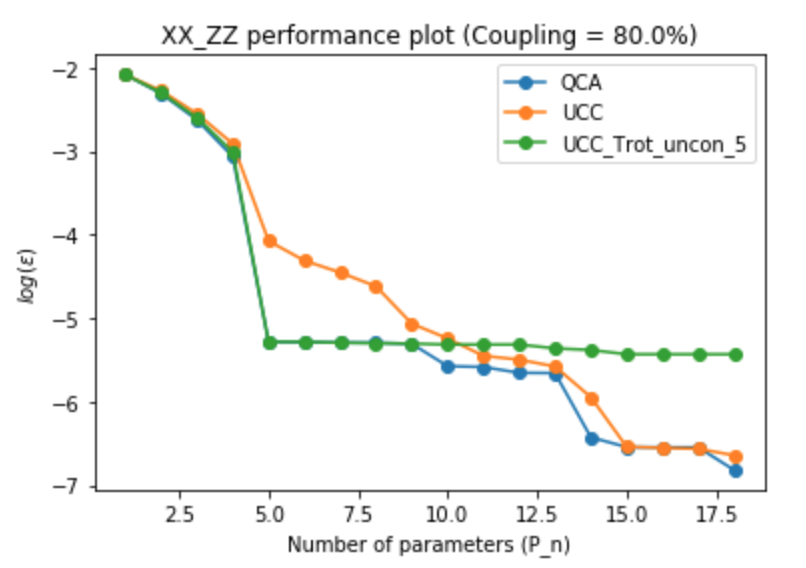 XX_ZZ performance plot (Coupling = 80.0%)
QCA
UCC
UCC_Trot_uncon_5
−2
−3
−4
−5
−6
−7
log(ε)
2.5 5.0 7.5 10.0 12.5 15.0 17.5
Number of parameters (P_n)